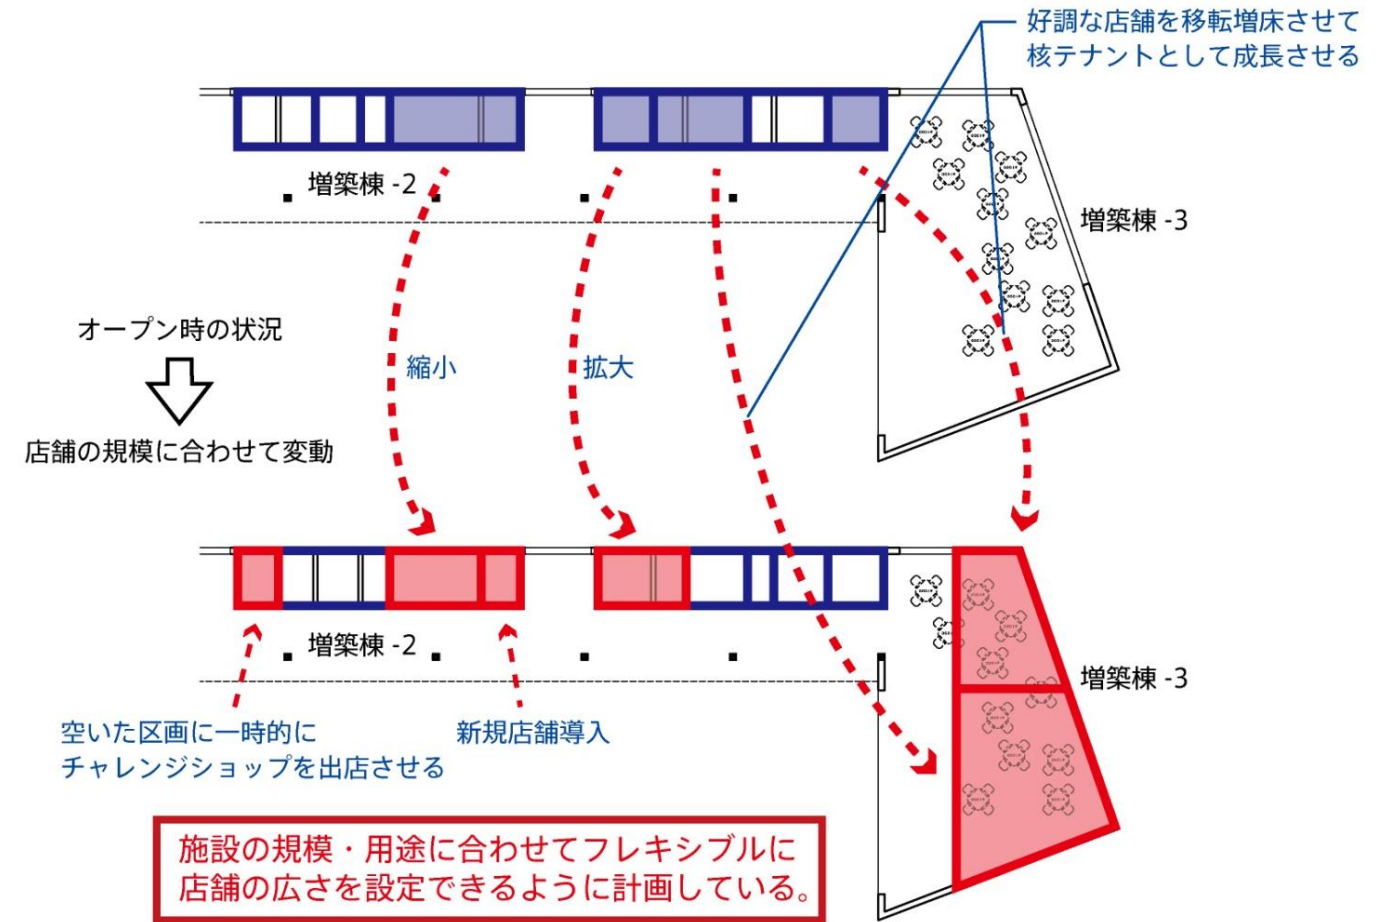 好調な店舗を移転増床させて
核テナントとして成長させる
増築棟 -2
増築棟 -3
オープン時の状況
縮小
拡大
店舗の規模に合わせて変動
増築棟 -2
増築棟 -3
空いた区画に一時的に
チャレンジショップを出店させる
新規店舗導入
施設の規模・用途に合わせてフレキシブルに
店舗の広さを設定できるように計画している。